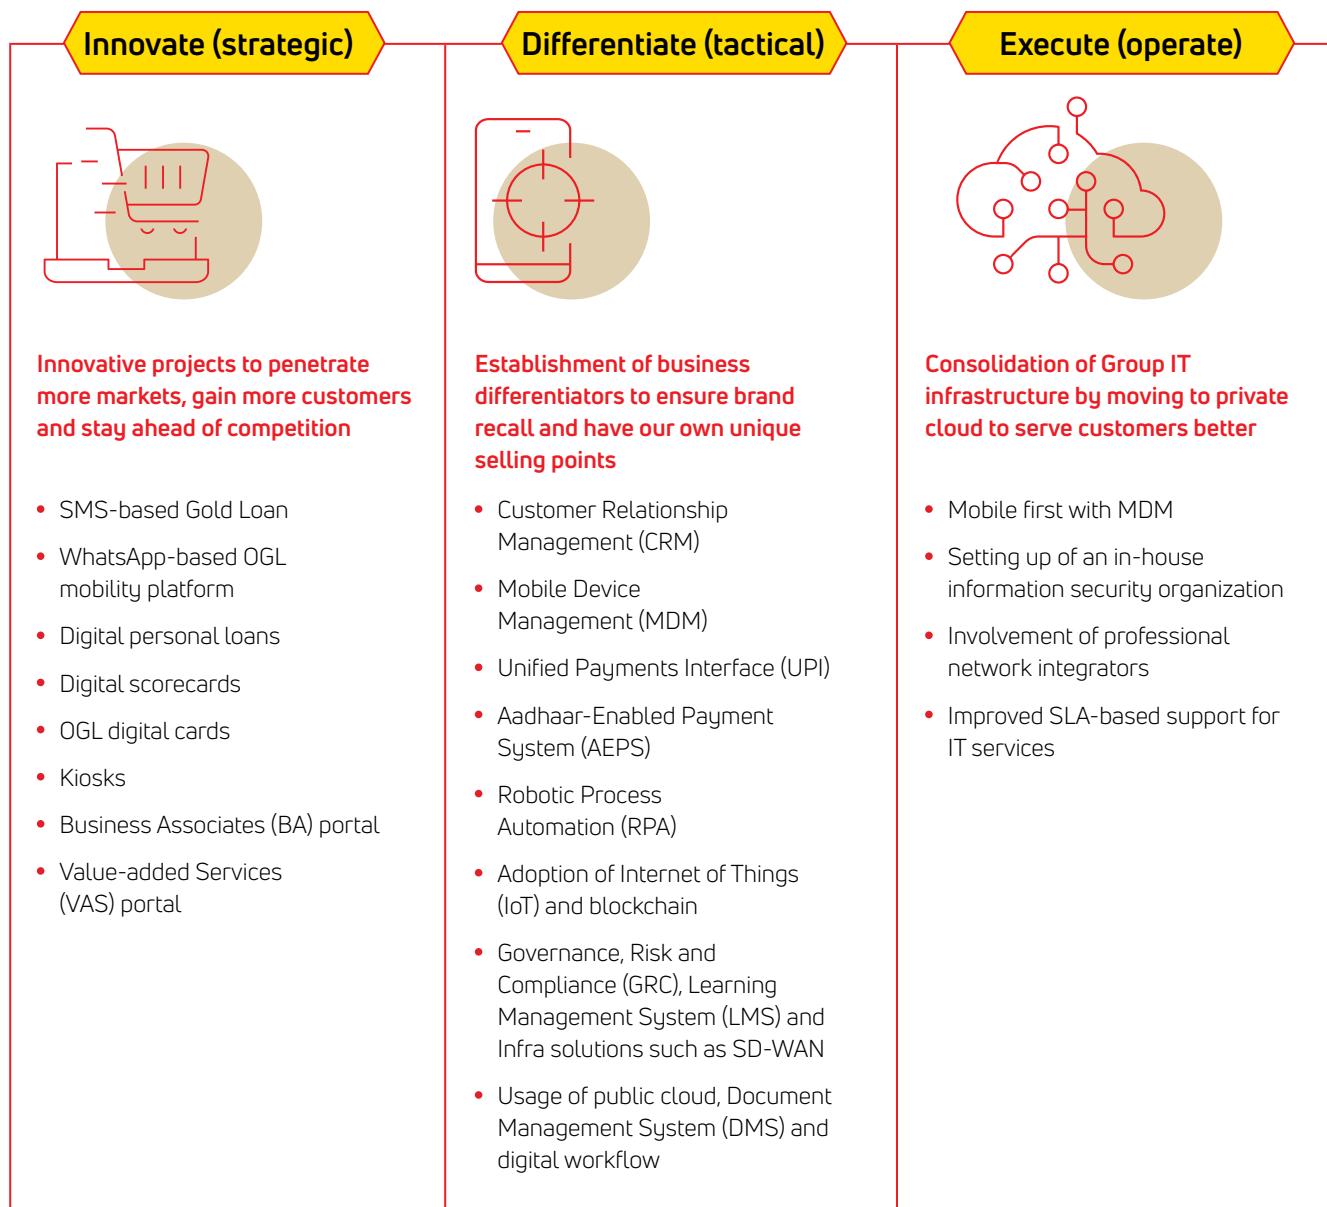 Innovate (strategic)
Innovative projects to penetrate
more markets, gain more customers
and stay ahead of competition
• SMS-based Gold Loan
• WhatsApp-based OGL
mobility platform
• Digital personal loans
• Digital scorecards
• OGL digital cards
• Kiosks
• Business Associates (BA) portal
• Value-added Services
(VAS) portal
Differentiate (tactical)
Establishment of business
differentiators to ensure brand
recall and have our own unique
selling points
• Customer Relationship
Management (CRM)
• Mobile Device
Management (MDM)
• Unified Payments Interface (UPI)
• Aadhaar-Enabled Payment
System (AEPS)
• Robotic Process
Automation (RPA)
• Adoption of Internet of Things
(IoT) and blockchain
• Governance, Risk and
Compliance (GRC), Learning
Management System (LMS) and
Infra solutions such as SD-WAN
• Usage of public cloud, Document
Management System (DMS) and
digital workflow
Execute (operate)
Consolidation of Group IT
infrastructure by moving to private
cloud to serve customers better
• Mobile first with MDM
• Setting up of an in-house
information security organization
• Involvement of professional
network integrators
• Improved SLA-based support for
IT services